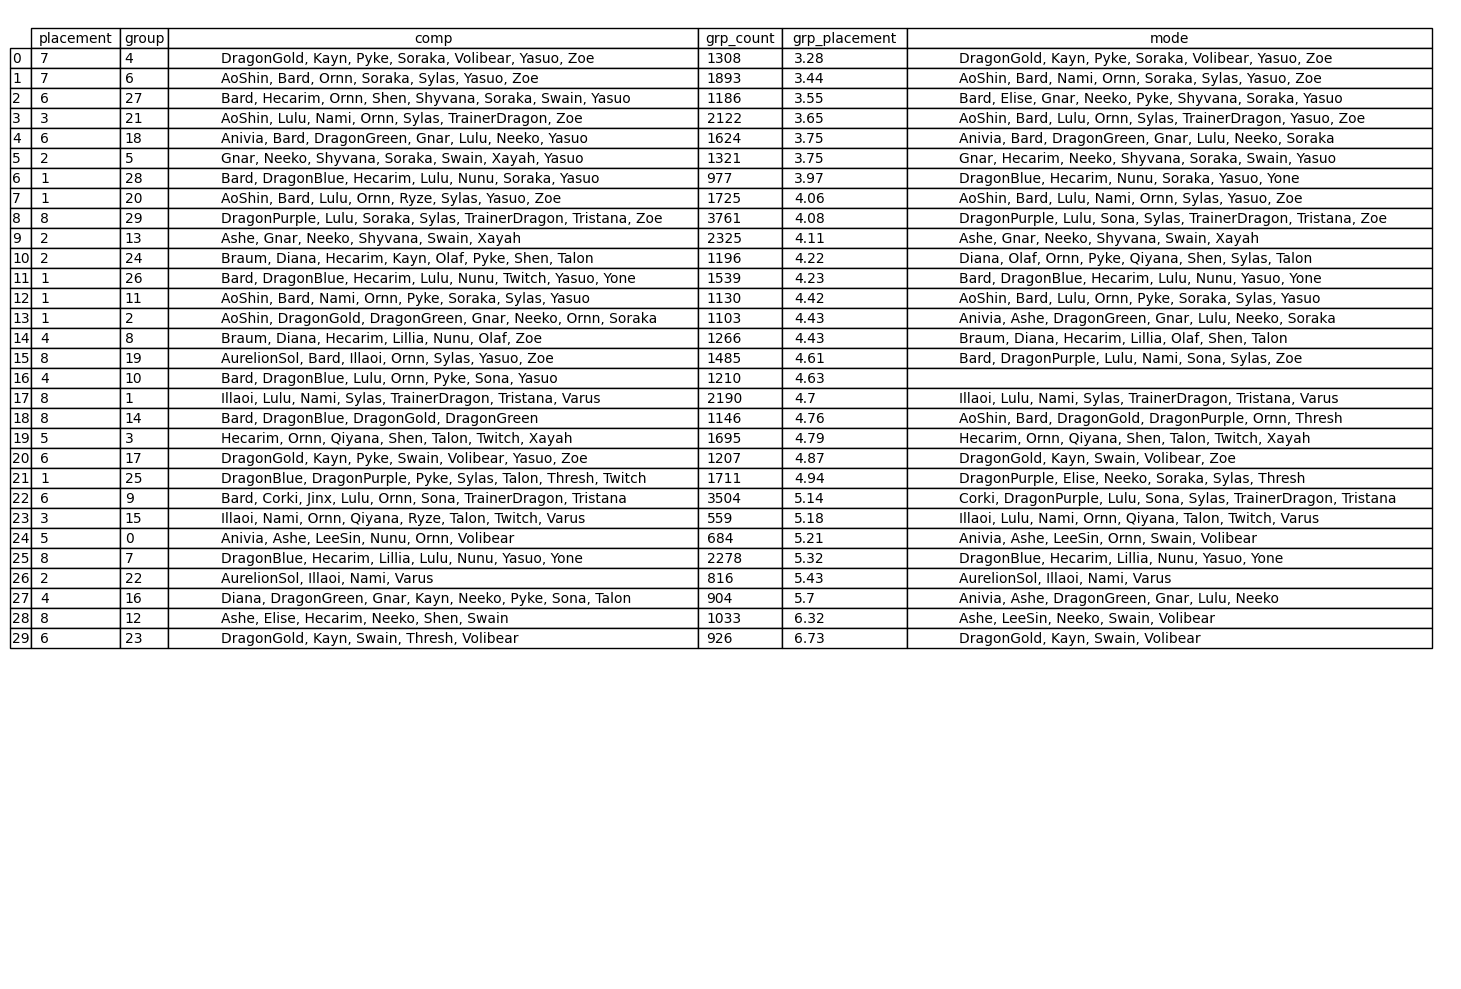 placement group comp grp_count grp_placement mode
0 7 4 DragonGold, Kayn, Pyke, Soraka, Volibear, Yasuo, Zoe 1308 3.28 DragonGold, Kayn, Pyke, Soraka, Volibear, Yasuo, Zoe
1 7 6 AoShin, Bard, Ornn, Soraka, Sylas, Yasuo, Zoe 1893 3.44 AoShin, Bard, Nami, Ornn, Soraka, Sylas, Yasuo, Zoe
2 6 27 Bard, Hecarim, Ornn, Shen, Shyvana, Soraka, Swain, Yasuo 1186 3.55 Bard, Elise, Gnar, Neeko, Pyke, Shyvana, Soraka, Yasuo
3 3 21 AoShin, Lulu, Nami, Ornn, Sylas, TrainerDragon, Zoe 2122 3.65 AoShin, Bard, Lulu, Ornn, Sylas, TrainerDragon, Yasuo, Zoe
4 6 18 Anivia, Bard, DragonGreen, Gnar, Lulu, Neeko, Yasuo 1624 3.75 Anivia, Bard, DragonGreen, Gnar, Lulu, Neeko, Soraka
5 2 5 Gnar, Neeko, Shyvana, Soraka, Swain, Xayah, Yasuo 1321 3.75 Gnar, Hecarim, Neeko, Shyvana, Soraka, Swain, Yasuo
6 1 28 Bard, DragonBlue, Hecarim, Lulu, Nunu, Soraka, Yasuo 977 3.97 DragonBlue, Hecarim, Nunu, Soraka, Yasuo, Yone
7 1 20 AoShin, Bard, Lulu, Ornn, Ryze, Sylas, Yasuo, Zoe 1725 4.06 AoShin, Bard, Lulu, Nami, Ornn, Sylas, Yasuo, Zoe
8 8 29 DragonPurple, Lulu, Soraka, Sylas, TrainerDragon, Tristana, Zoe 3761 4.08 DragonPurple, Lulu, Sona, Sylas, TrainerDragon, Tristana, Zoe
9 2 13 Ashe, Gnar, Neeko, Shyvana, Swain, Xayah 2325 4.11 Ashe, Gnar, Neeko, Shyvana, Swain, Xayah
10 2 24 Braum, Diana, Hecarim, Kayn, Olaf, Pyke, Shen, Talon 1196 4.22 Diana, Olaf, Ornn, Pyke, Qiyana, Shen, Sylas, Talon
11 1 26 Bard, DragonBlue, Hecarim, Lulu, Nunu, Twitch, Yasuo, Yone 1539 4.23 Bard, DragonBlue, Hecarim, Lulu, Nunu, Yasuo, Yone
12 1 11 AoShin, Bard, Nami, Ornn, Pyke, Soraka, Sylas, Yasuo 1130 4.42 AoShin, Bard, Lulu, Ornn, Pyke, Soraka, Sylas, Yasuo
13 1 2 AoShin, DragonGold, DragonGreen, Gnar, Neeko, Ornn, Soraka 1103 4.43 Anivia, Ashe, DragonGreen, Gnar, Lulu, Neeko, Soraka
14 4 8 Braum, Diana, Hecarim, Lillia, Nunu, Olaf, Zoe 1266 4.43 Braum, Diana, Hecarim, Lillia, Olaf, Shen, Talon
15 8 19 AurelionSol, Bard, Illaoi, Ornn, Sylas, Yasuo, Zoe 1485 4.61 Bard, DragonPurple, Lulu, Nami, Sona, Sylas, Zoe
16 4 10 Bard, DragonBlue, Lulu, Ornn, Pyke, Sona, Yasuo 1210 4.63
17 8 1 Illaoi, Lulu, Nami, Sylas, TrainerDragon, Tristana, Varus 2190 4.7 Illaoi, Lulu, Nami, Sylas, TrainerDragon, Tristana, Varus
18 8 14 Bard, DragonBlue, DragonGold, DragonGreen 1146 4.76 AoShin, Bard, DragonGold, DragonPurple, Ornn, Thresh
19 5 3 Hecarim, Ornn, Qiyana, Shen, Talon, Twitch, Xayah 1695 4.79 Hecarim, Ornn, Qiyana, Shen, Talon, Twitch, Xayah
20 6 17 DragonGold, Kayn, Pyke, Swain, Volibear, Yasuo, Zoe 1207 4.87 DragonGold, Kayn, Swain, Volibear, Zoe
21 1 25 DragonBlue, DragonPurple, Pyke, Sylas, Talon, Thresh, Twitch 1711 4.94 DragonPurple, Elise, Neeko, Soraka, Sylas, Thresh
22 6 9 Bard, Corki, Jinx, Lulu, Ornn, Sona, TrainerDragon, Tristana 3504 5.14 Corki, DragonPurple, Lulu, Sona, Sylas, TrainerDragon, Tristana
23 3 15 Illaoi, Nami, Ornn, Qiyana, Ryze, Talon, Twitch, Varus 559 5.18 Illaoi, Lulu, Nami, Ornn, Qiyana, Talon, Twitch, Varus
24 5 0 Anivia, Ashe, LeeSin, Nunu, Ornn, Volibear 684 5.21 Anivia, Ashe, LeeSin, Ornn, Swain, Volibear
25 8 7 DragonBlue, Hecarim, Lillia, Lulu, Nunu, Yasuo, Yone 2278 5.32 DragonBlue, Hecarim, Lillia, Nunu, Yasuo, Yone
26 2 22 AurelionSol, Illaoi, Nami, Varus 816 5.43 AurelionSol, Illaoi, Nami, Varus
27 4 16 Diana, DragonGreen, Gnar, Kayn, Neeko, Pyke, Sona, Talon 904 5.7 Anivia, Ashe, DragonGreen, Gnar, Lulu, Neeko
28 8 12 Ashe, Elise, Hecarim, Neeko, Shen, Swain 1033 6.32 Ashe, LeeSin, Neeko, Swain, Volibear
29 6 23 DragonGold, Kayn, Swain, Thresh, Volibear 926 6.73 DragonGold, Kayn, Swain, Volibear